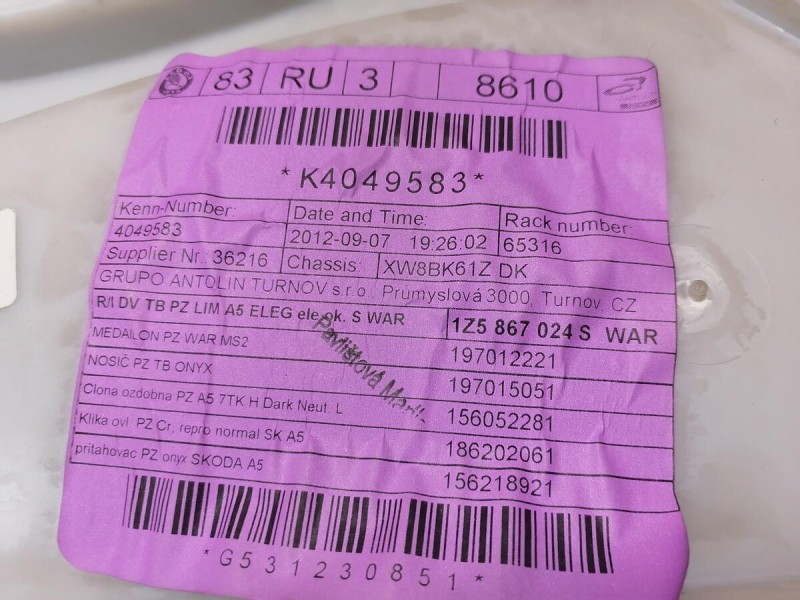 83 RU 3 8610
*K4049583*
Kenn-Number: Date and Time: Rack number:
4049583 2012-09-07 19:26:02 65316
Supplier Nr. 36216 Chassis: XW8BK61Z DK
GRUPO ANTOLIN TURNOV s.r.o., Průmyslová 3000, Turnov, CZ
R/l DV TB PZ LIM A5 ELEG ele.ok. S WAR 1Z5 867 024 S WAR
MEDAILON PZ WAR MS2 197012221
NOSIČ PZ TB ONYX 197015051
Clona ozdobna PZ A5 7TK H Dark Neut. L 156052281
Klika ovl. PZ Cr, repro normal SK A5 186202061
pritahovac PZ onyx SKODA A5 156218921
Pavlištová
*G531230851*